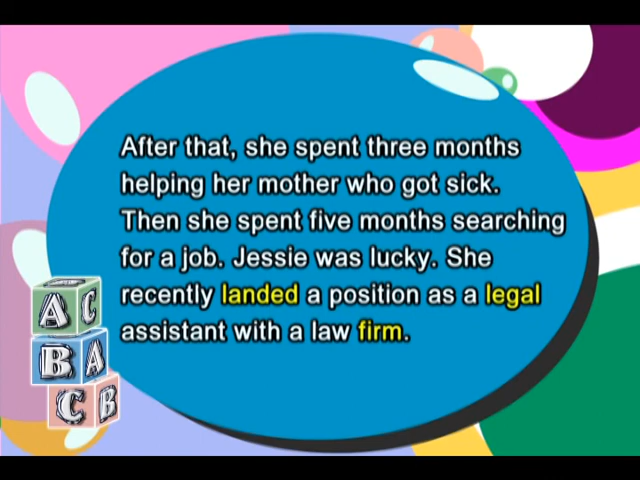 After that, she spent three months
helping her mother who got sick.
Then she spent five months searching
for a job. Jessie was lucky. She
recently landed a position as a legal
assistant with a law firm.
A C
B A
C B